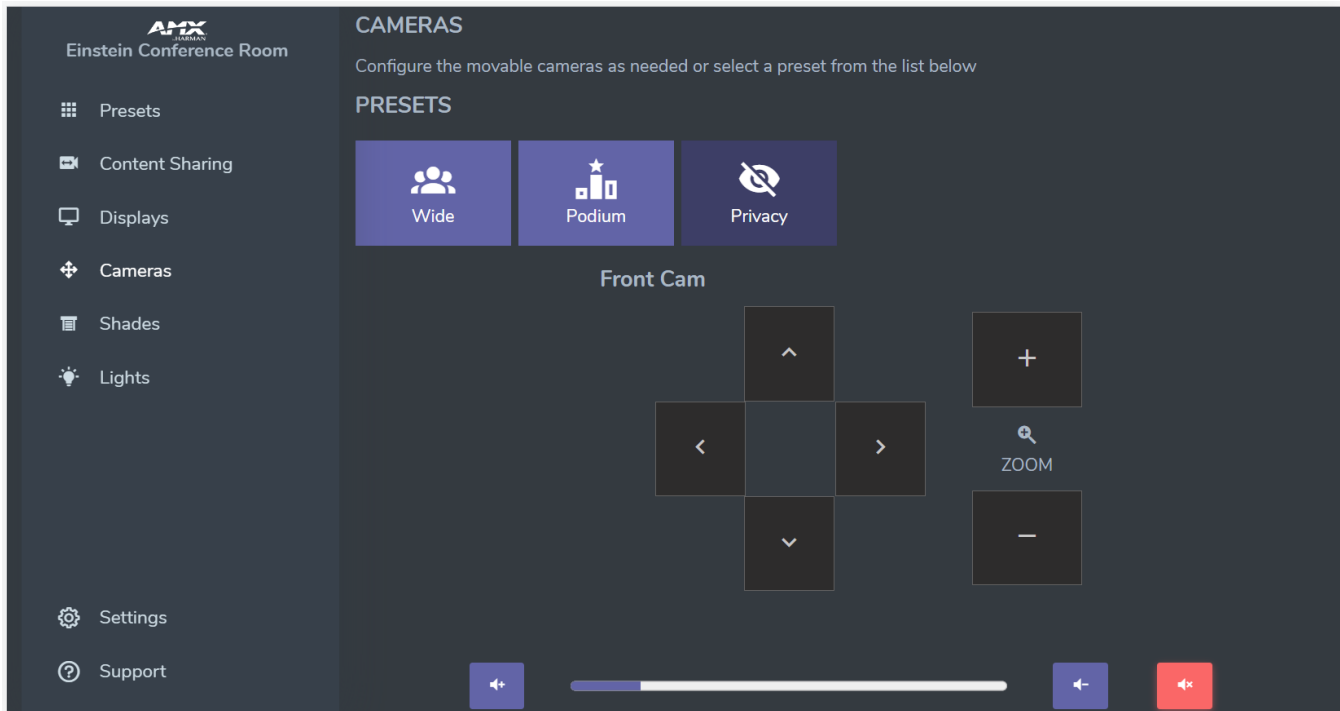 AMX
HARMAN
Einstein Conference Room
Presets
Content Sharing
Displays
Cameras
Shades
Lights
Settings
Support
CAMERAS
Configure the movable cameras as needed or select a preset from the list below
PRESETS
Wide
Podium
Privacy
Front Cam
ZOOM